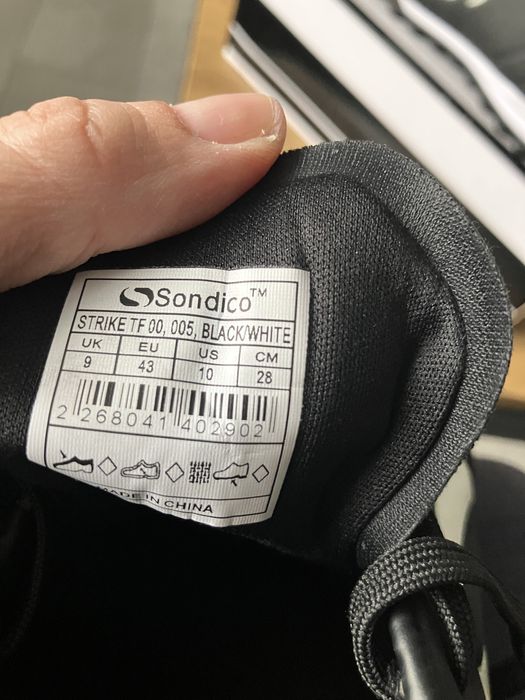 Sondico™
STRIKE TF 00, 005, BLACK/WHITE
UK EU US CM
9 43 10 28
2 268041 402902
MADE IN CHINA